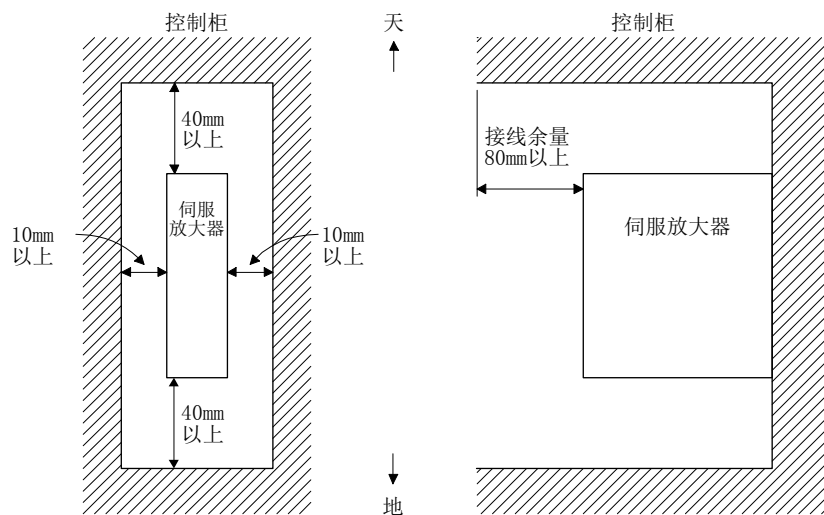 控制柜
天
控制柜
40mm
以上
接线余量
80mm以上
伺服
放大器
伺服放大器
10mm
以上
10mm
以上
40mm
以上
地